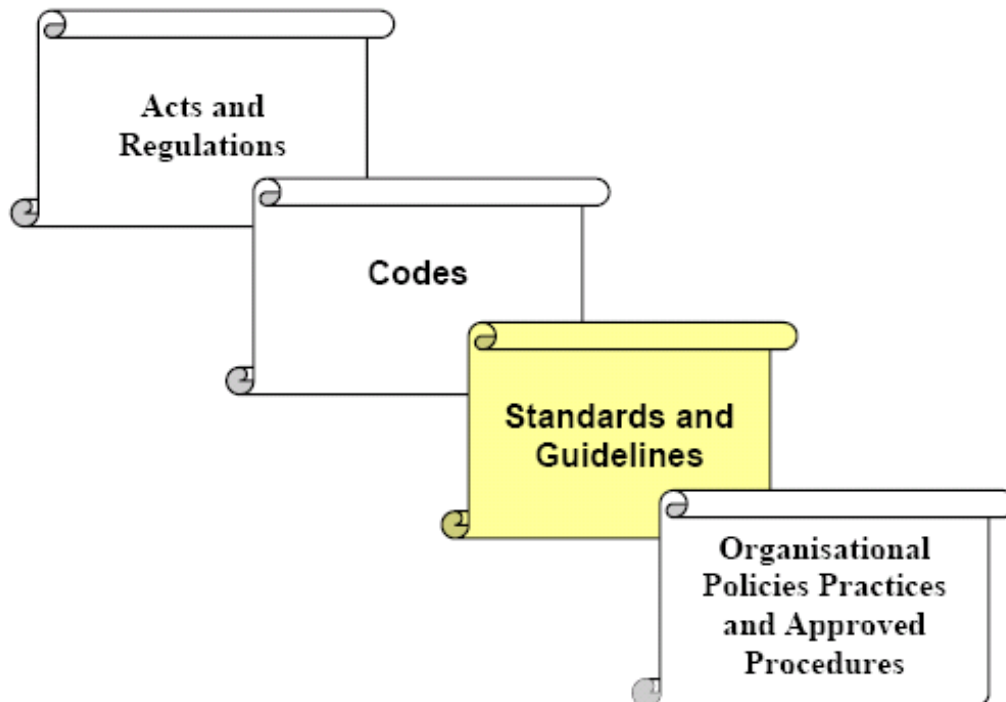 Acts and
Regulations
Codes
Standards and
Guidelines
Organisational
Policies Practices
and Approved
Procedures